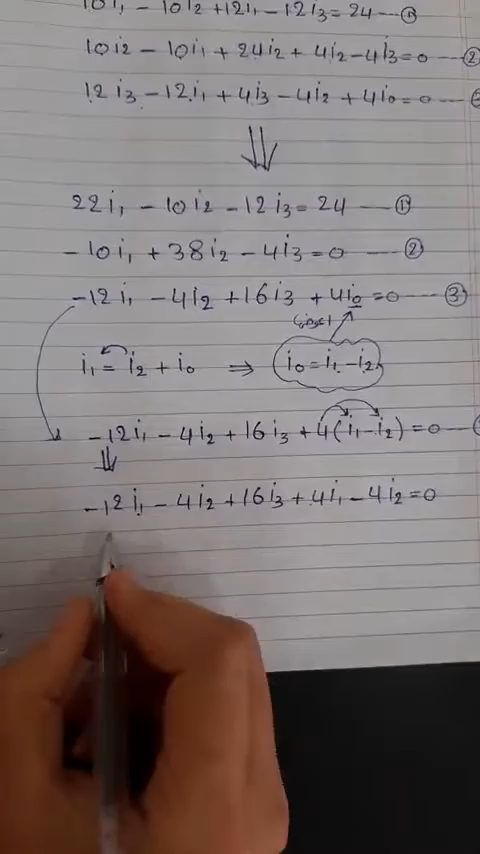 10i₁ - 10i₂ + 12i₁ - 12i₃ = 24 — ①
10i₂ - 10i₁ + 24i₂ + 4i₂ - 4i₃ = 0 — ②
12i₃ - 12i₁ + 4i₃ - 4i₂ + 4i₀ = 0 —
⇓
22i₁ - 10i₂ - 12i₃ = 24 — ①
-10i₁ + 38i₂ - 4i₃ = 0 — ②
-12i₁ - 4i₂ + 16i₃ + 4i₀ = 0 — ③
i₁ = i₂ + i₀ ⇒ i₀ = i₁ - i₂
-12i₁ - 4i₂ + 16i₃ + 4(i₁ - i₂) = 0 —
⇓
-12i₁ - 4i₂ + 16i₃ + 4i₁ - 4i₂ = 0